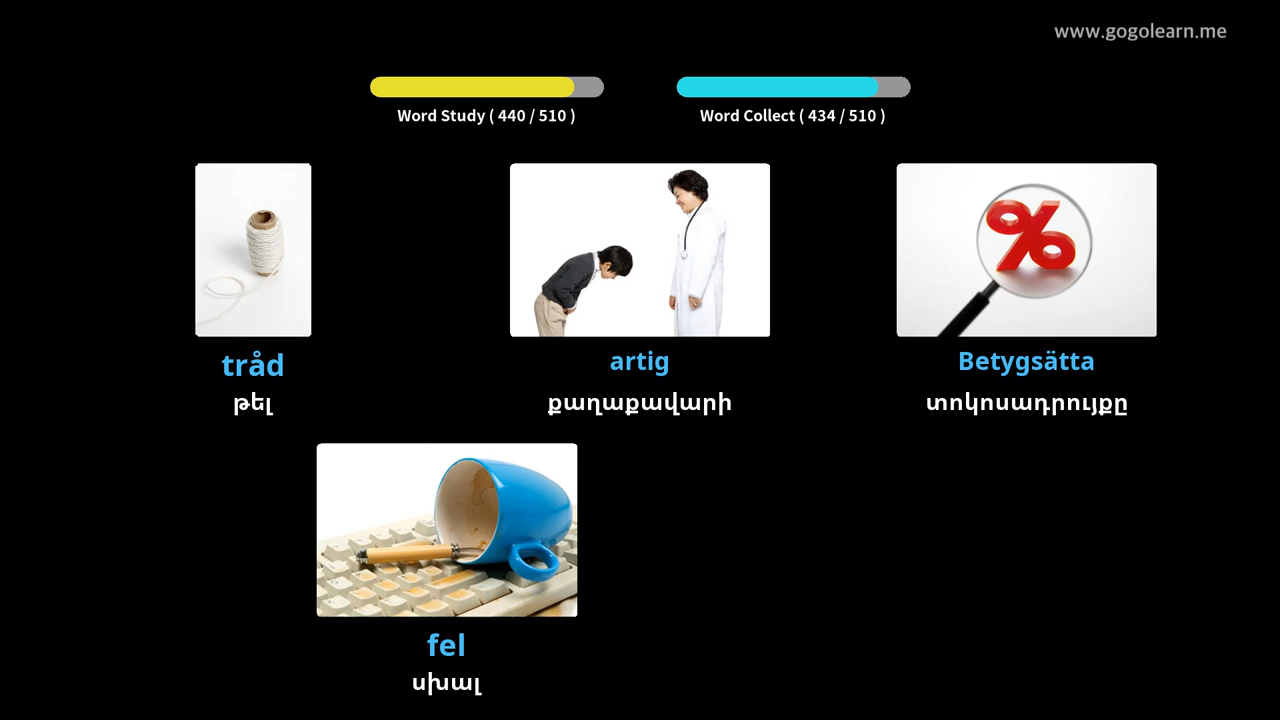 www.gogolearn.me
Word Study ( 440 / 510 )
Word Collect ( 434 / 510 )
tråd
թել
artig
քաղաքավարի
Betygsätta
տոկոսադրույքը
fel
սխալ